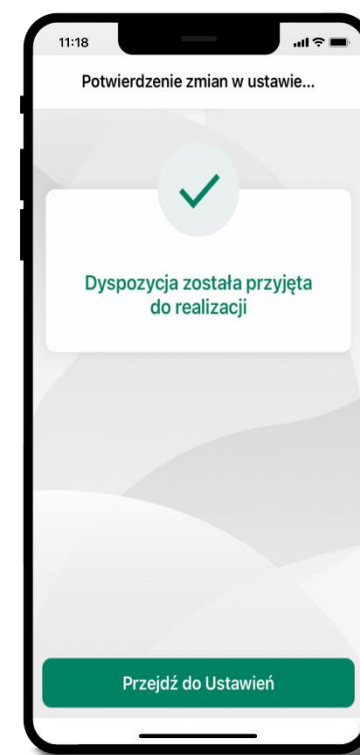 11:18
Potwierdzenie zmian w ustawie...
Dyspozycja została przyjęta
do realizacji
Przejdź do Ustawień